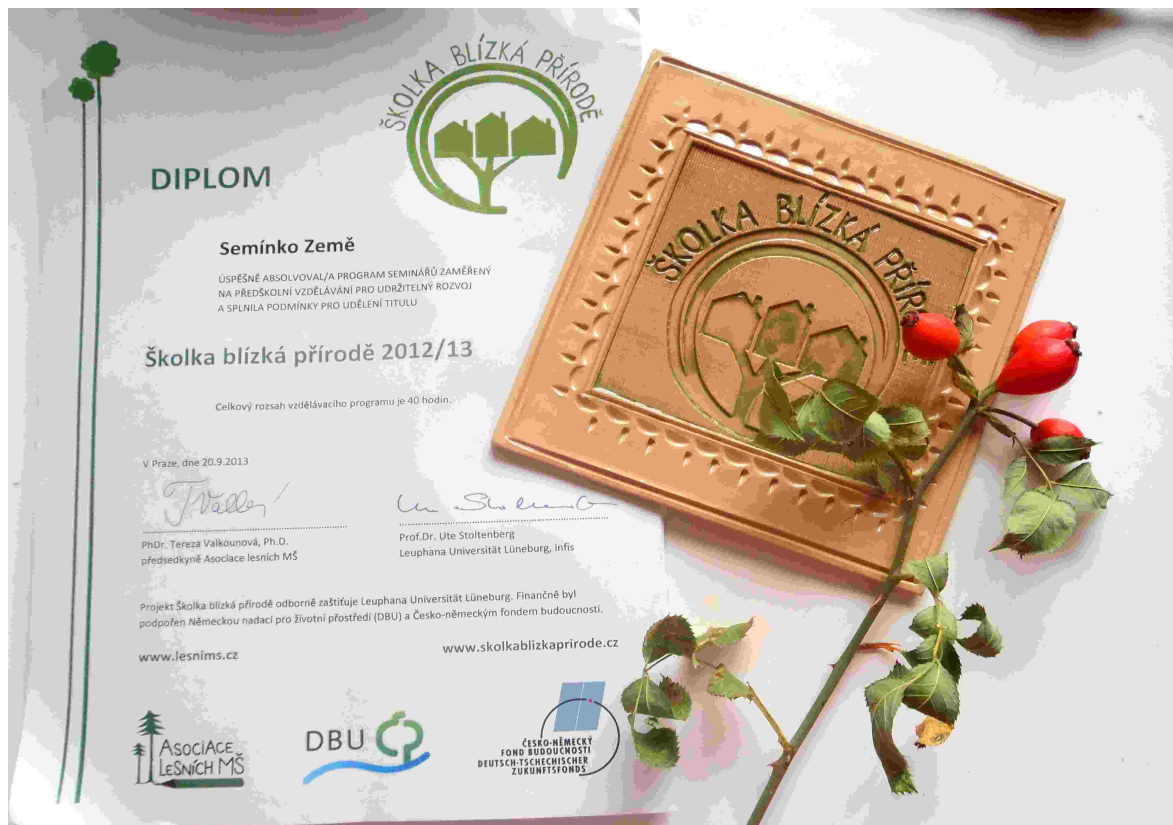 ŠKOLKA BLÍZKÁ PŘÍRODĚ
DIPLOM
Semínko Země
ÚSPĚŠNĚ ABSOLVOVAL/A PROGRAM SEMINÁŘŮ ZAMĚŘENÝ
NA PŘEDŠKOLNÍ VZDĚLÁVÁNÍ PRO UDRŽITELNÝ ROZVOJ
A SPLNILA PODMÍNKY PRO UDĚLENÍ TITULU
Školka blízká přírodě 2012/13
Celkový rozsah vzdělávacího programu je 40 hodin.
V Praze, dne 20.9.2013
PhDr. Tereza Valkounová, Ph.D.
předsedkyně Asociace lesních MŠ
Prof.Dr. Ute Stoltenberg
Leuphana Universität Lüneburg, infis
Projekt Školka blízká přírodě odborně zaštiťuje Leuphana Universität Lüneburg. Finančně byl
podpořen Německou nadací pro životní prostředí (DBU) a Česko-německým fondem budoucnosti.
www.lesnims.cz
www.skolkablizkaprirode.cz
ASOCIACE
LESNÍCH MŠ
DBU
ČESKO-NĚMECKÝ
FOND BUDOUCNOSTI
DEUTSCH-TSCHECHISCHER
ZUKUNFTSFONDS
ŠKOLKA BLÍZKÁ PŘÍR